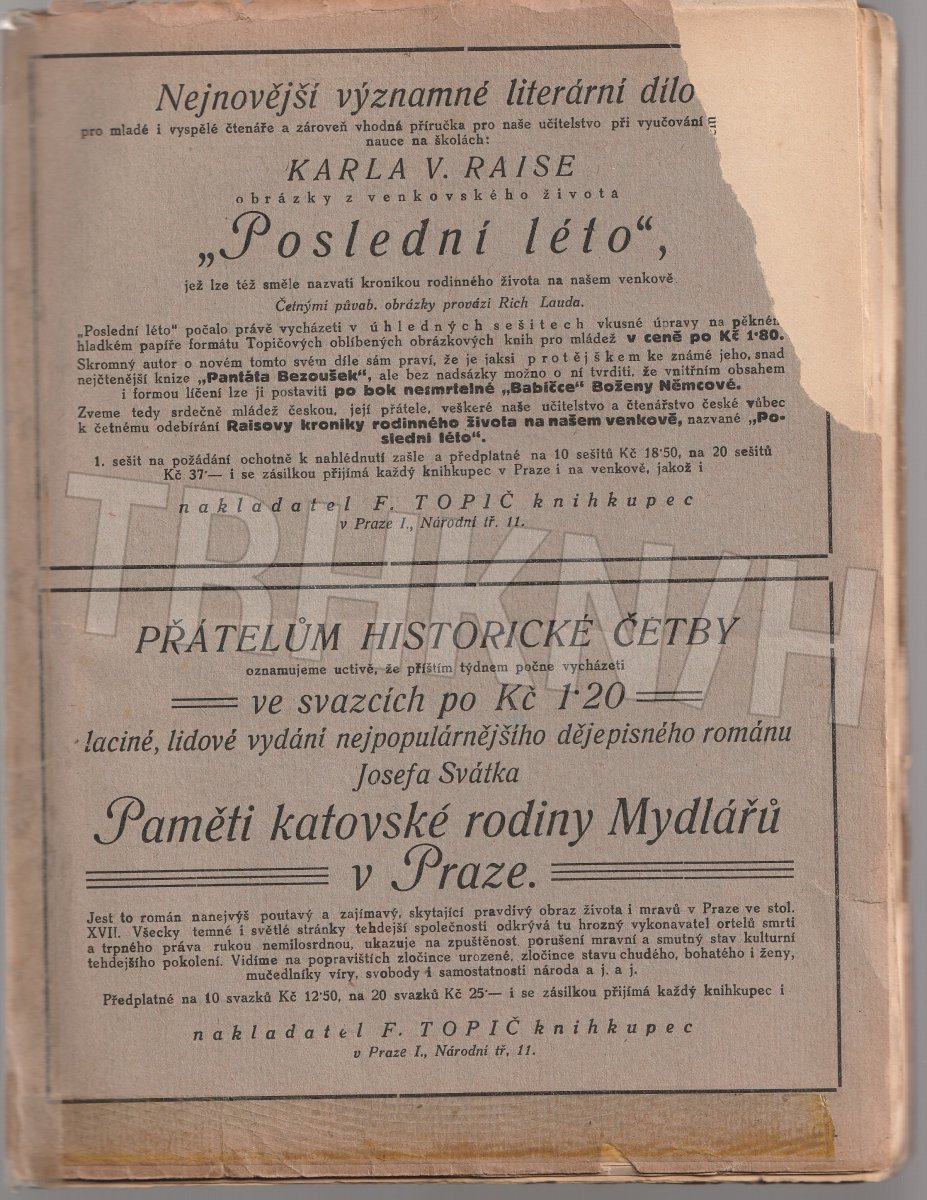 Nejnovější významné literární dílo
pro mladé i vyspělé čtenáře a zároveň vhodná příručka pro naše učitelstvo při vyučování
nauce na školách:
KARLA V. RAISE
obrázky z venkovského života
„Poslední léto“,
jež lze též směle nazvati kronikou rodinného života na našem venkově.
Četnými půvab. obrázky provází Rich Lauda.
„Poslední léto“ počalo právě vycházeti v úhledných sešitech vkusné úpravy na pěkném
hladkém papíře formátu Topičových oblíbených obrázkových knih pro mládež v ceně po Kč 1·80.
Skromný autor o novém tomto svém díle sám praví, že je jaksi protějškem ke známé jeho, snad
nejčtenější knize „Pantáta Bezoušek“, ale bez nadsázky možno o ní tvrditi, že vnitřním obsahem
i formou líčení lze ji postaviti po bok nesmrtelné „Babičce“ Boženy Němcové.
Zveme tedy srdečně mládež českou, její přátele, veškeré naše učitelstvo a čtenářstvo české vůbec
k četnému odebírání Raisovy kroniky rodinného života na našem venkově, nazvané „Po-
slední léto“.
1. sešit na požádání ochotně k nahlédnutí zašle a předplatné na 10 sešitů Kč 18·50, na 20 sešitů
Kč 37·— i se zásilkou přijímá každý knihkupec v Praze i na venkově, jakož i
nakladatel F. TOPIČ knihkupec
v Praze I., Národní tř. 11.
TRHKNIH
PŘÁTELŮM HISTORICKÉ ČETBY
oznamujeme uctivě, že příštím týdnem počne vycházeti
ve svazcích po Kč 1·20
laciné, lidové vydání nejpopulárnějšího dějepisného románu
Josefa Svátka
Paměti katovské rodiny Mydlářů
v Praze.
Jest to román nanejvýš poutavý a zajímavý, skytající pravdivý obraz života i mravů v Praze ve stol.
XVII. Všecky temné i světlé stránky tehdejší společnosti odkrývá tu hrozný vykonavatel ortelů smrti
a trpného práva rukou nemilosrdnou, ukazuje na zpuštěnost, porušení mravní a smutný stav kulturní
tehdejšího pokolení. Vidíme na popravištích zločince urozené, zločince stavu chudého, bohatého i ženy,
mučedlníky víry, svobody i samostatnosti národa a j. a j.
Předplatné na 10 svazků Kč 12·50, na 20 svazků Kč 25·— i se zásilkou přijímá každý knihkupec i
nakladatel F. TOPIČ knihkupec
v Praze I., Národní tř. 11.